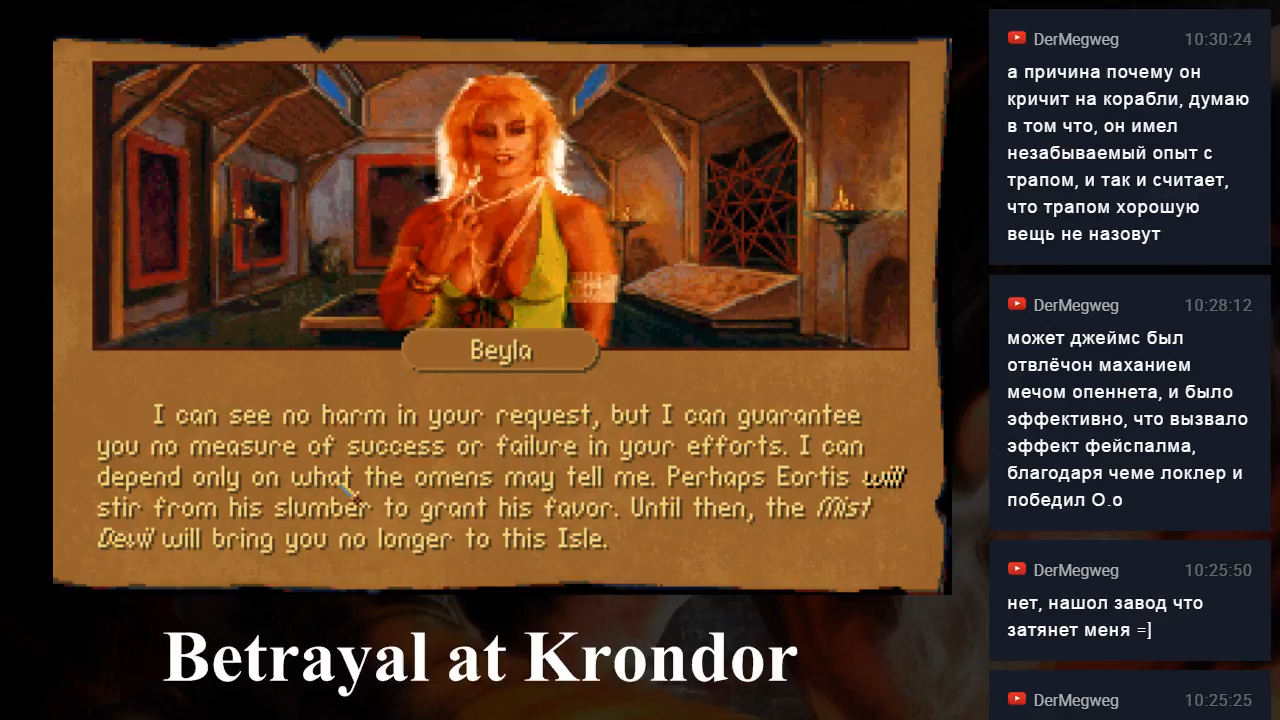 Beyla
I can see no harm in your request, but I can guarantee
you no measure of success or failure in your efforts. I can
depend only on what the omens may tell me. Perhaps Eortis will
stir from his slumber to grant his favor. Until then, the Mist
Devil will bring you no longer to this Isle.
Betrayal at Krondor
DerMegweg 10:30:24
а причина почему он
кричит на корабли, думаю
в том что, он имел
незабываемый опыт с
трапом, и так и считает,
что трапом хорошую
вещь не назовут
DerMegweg 10:28:12
может джеймс был
отвлёчон маханием
мечом опеннета, и было
эффективно, что вызвало
эффект фейспалма,
благодаря чеме локлер и
победил О.о
DerMegweg 10:25:50
нет, нашол завод что
затянет меня =]
DerMegweg 10:25:25